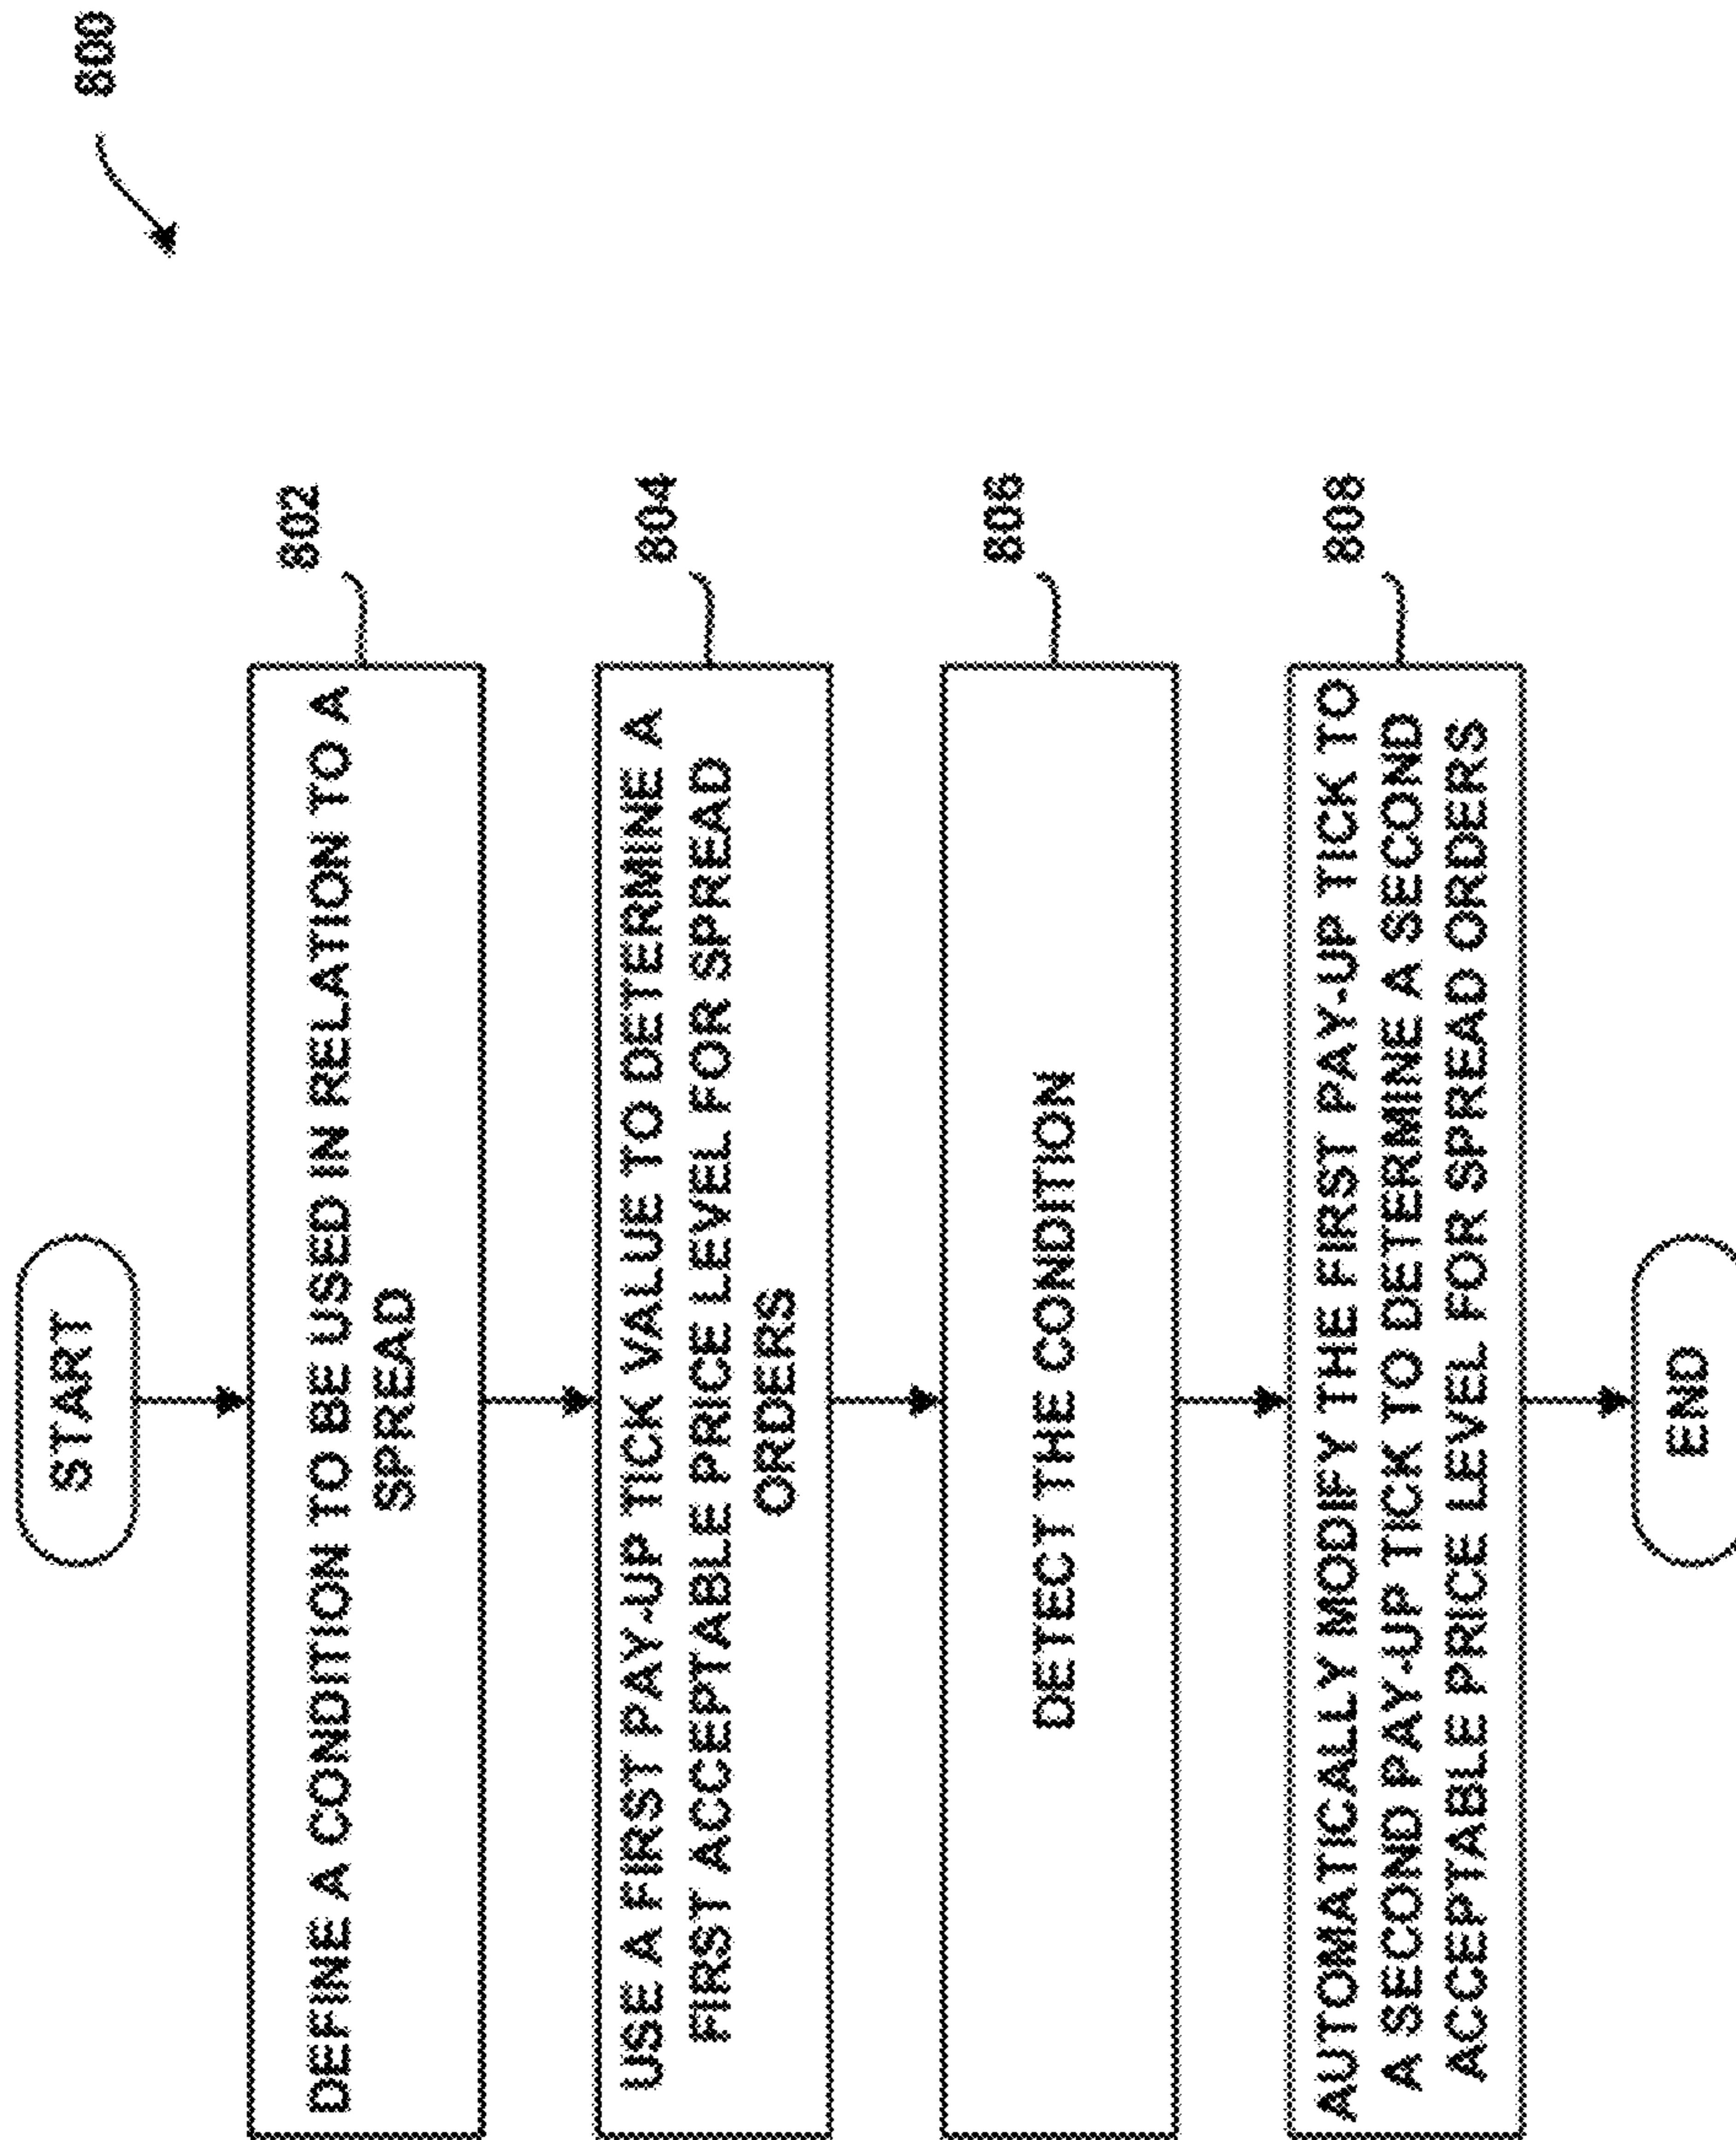 800
START
DEFINE A CONDITION TO BE USED IN RELATION TO A
SPREAD
802
USE A FIRST PAY-UP TICK VALUE TO DETERMINE A
FIRST ACCEPTABLE PRICE LEVEL FOR SPREAD
ORDERS
804
DETECT THE CONDITION
806
AUTOMATICALLY MODIFY THE FIRST PAY-UP TICK TO
A SECOND PAY-UP TICK TO DETERMINE A SECOND
ACCEPTABLE PRICE LEVEL FOR SPREAD ORDERS
808
END